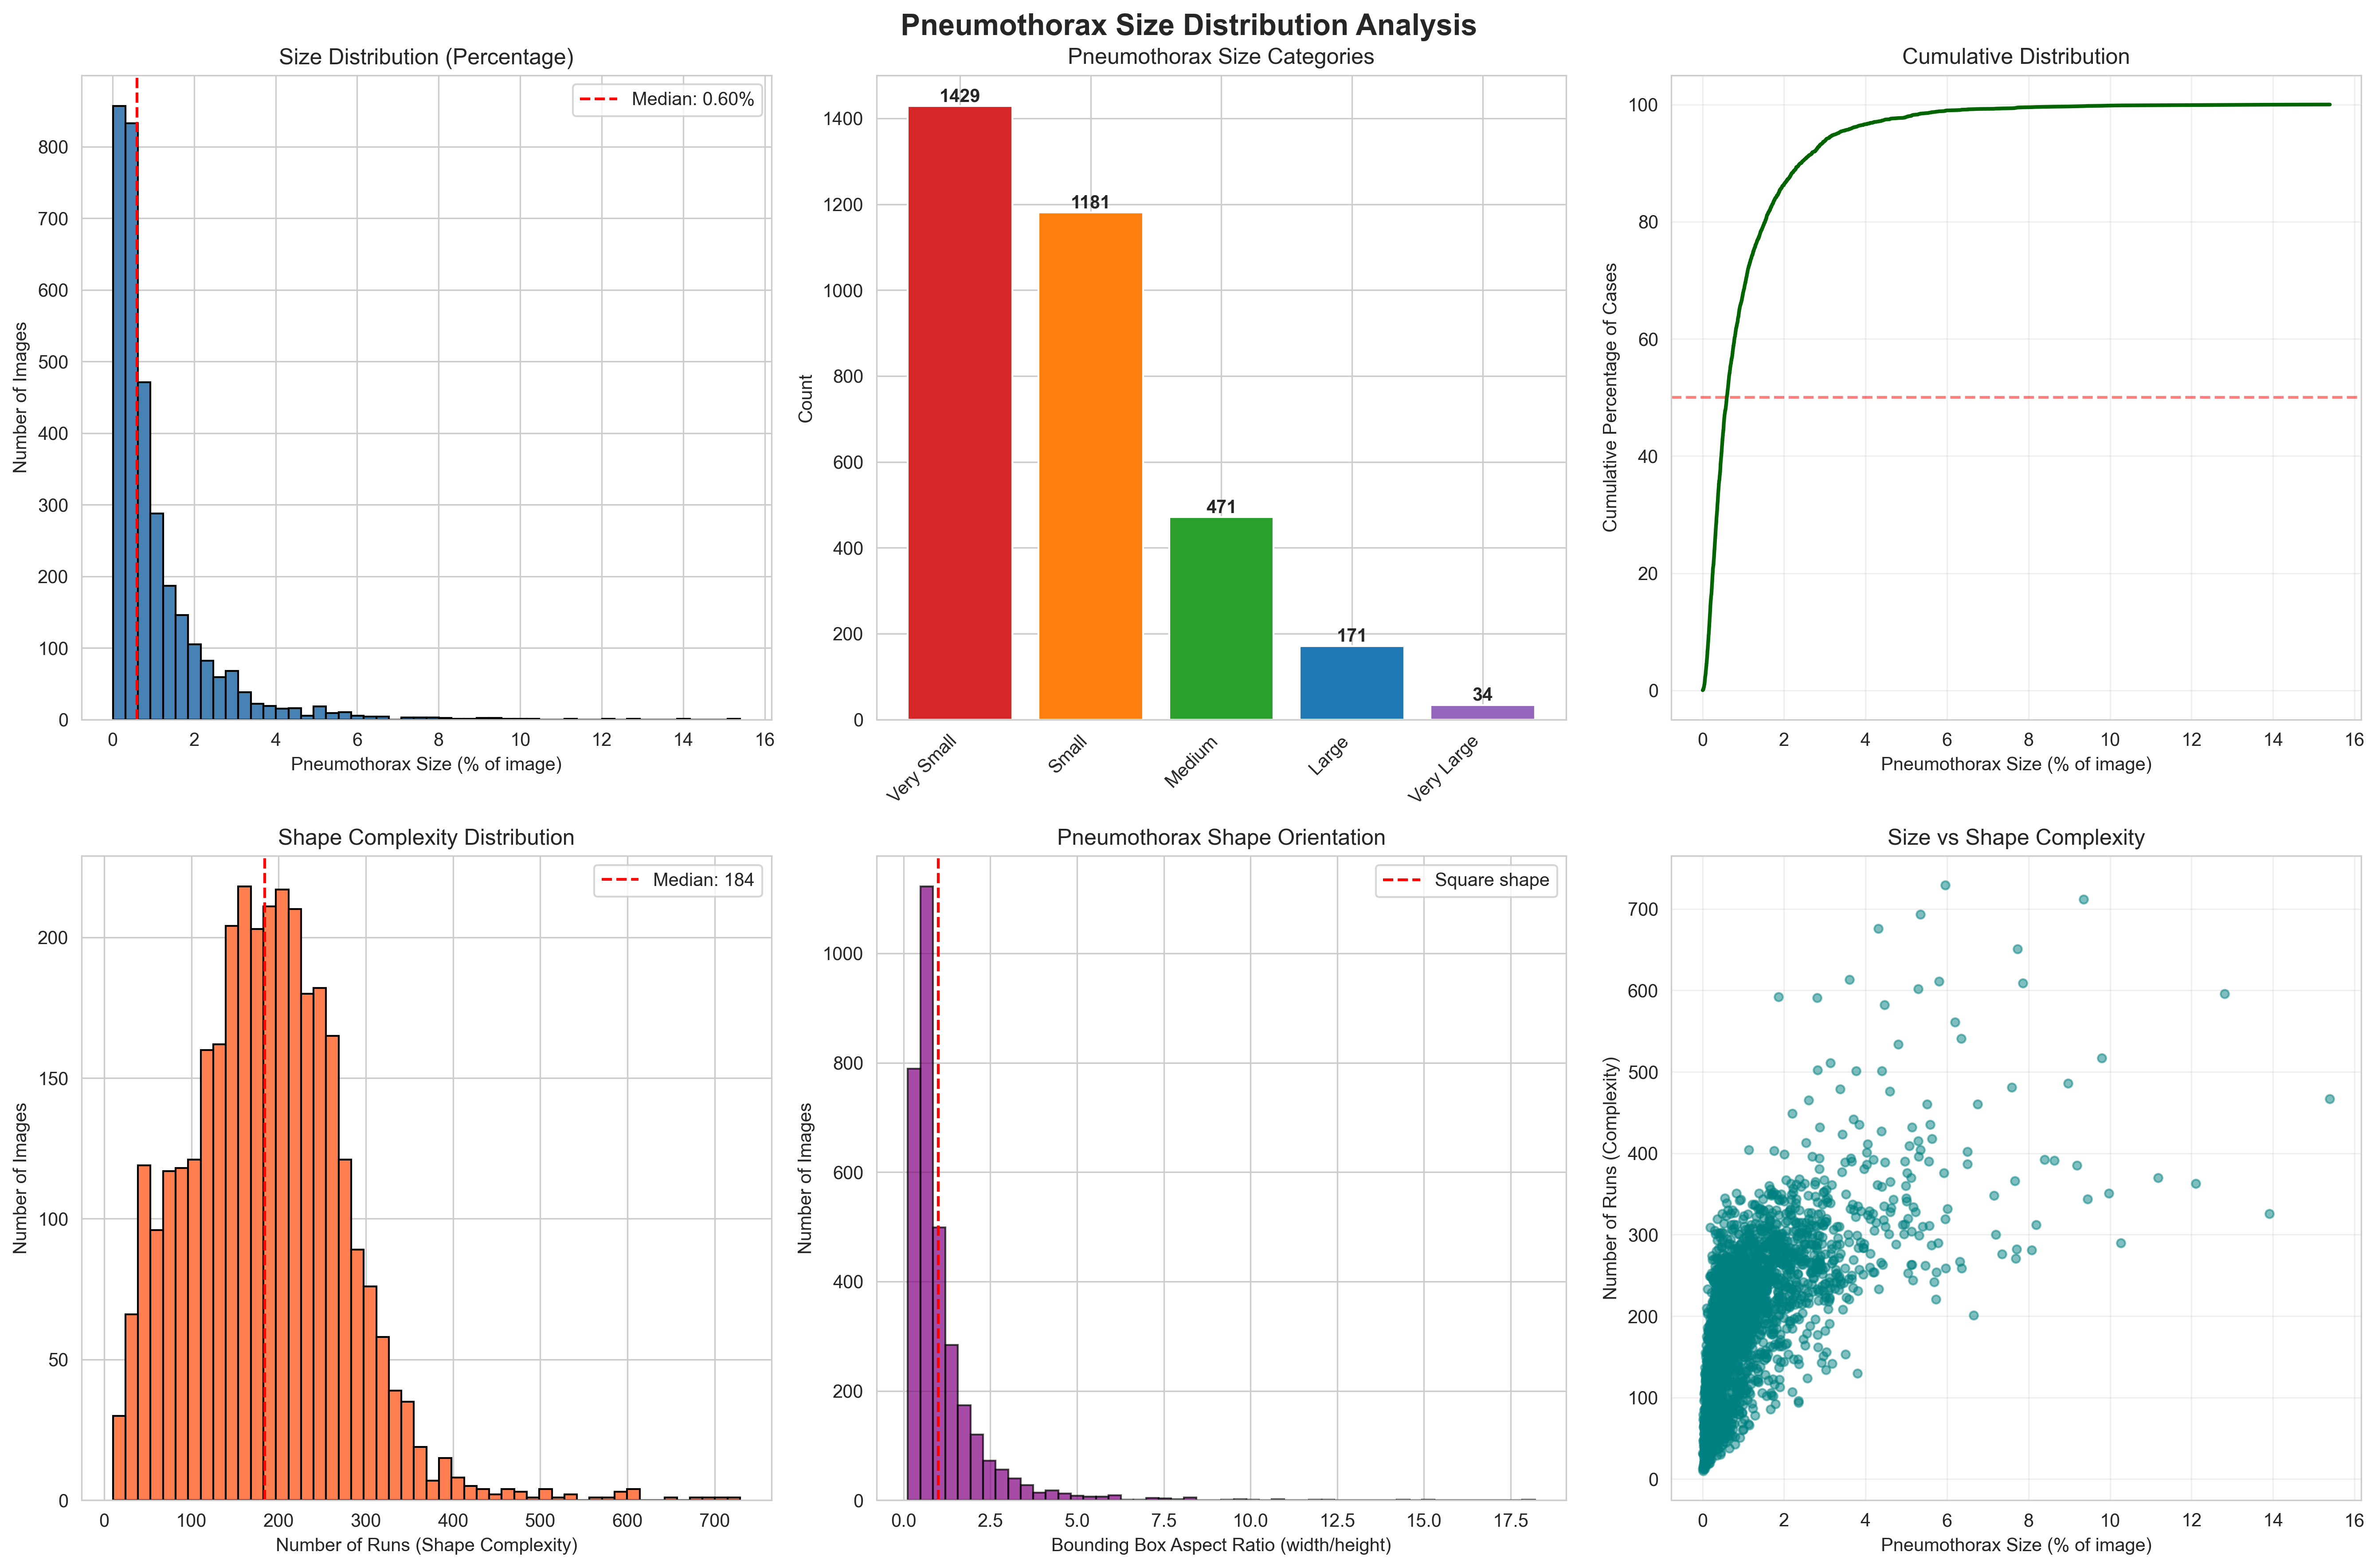 Pneumothorax Size Distribution Analysis
Size Distribution (Percentage)
Median: 0.60%
Number of Images
800
700
600
500
400
300
200
100
0
0 2 4 6 8 10 12 14 16
Pneumothorax Size (% of image)
Pneumothorax Size Categories
Count
1400
1200
1000
800
600
400
200
0
1429
1181
471
171
34
Very Small
Small
Medium
Large
Very Large
Cumulative Distribution
Cumulative Percentage of Cases
100
80
60
40
20
0
0 2 4 6 8 10 12 14 16
Pneumothorax Size (% of image)
Shape Complexity Distribution
Median: 184
Number of Images
200
150
100
50
0
0 100 200 300 400 500 600 700
Number of Runs (Shape Complexity)
Pneumothorax Shape Orientation
Square shape
Number of Images
1000
800
600
400
200
0
0.0 2.5 5.0 7.5 10.0 12.5 15.0 17.5
Bounding Box Aspect Ratio (width/height)
Size vs Shape Complexity
Number of Runs (Complexity)
700
600
500
400
300
200
100
0
0 2 4 6 8 10 12 14 16
Pneumothorax Size (% of image)